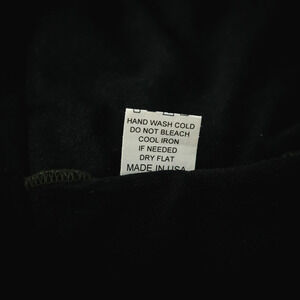 HAND WASH COLD
DO NOT BLEACH
COOL IRON
IF NEEDED
DRY FLAT
MADE IN USA